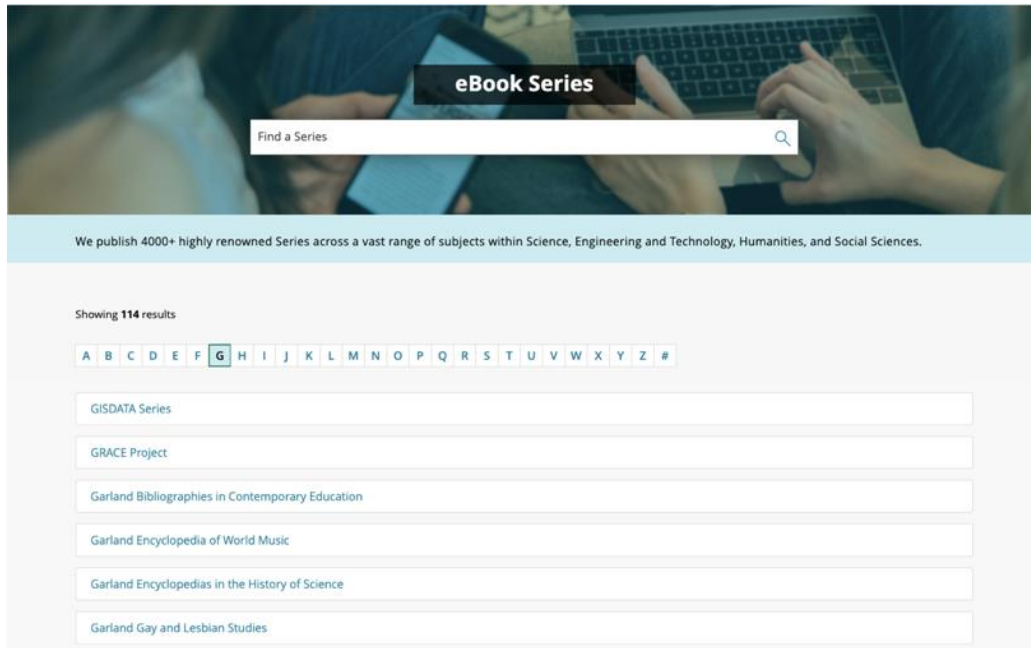 eBook Series
Find a Series
We publish 4000+ highly renowned Series across a vast range of subjects within Science, Engineering and Technology, Humanities, and Social Sciences.
Showing 114 results
A B C D E F G H I J K L M N O P Q R S T U V W X Y Z #
GISDATA Series
GRACE Project
Garland Bibliographies in Contemporary Education
Garland Encyclopedia of World Music
Garland Encyclopedias in the History of Science
Garland Gay and Lesbian Studies